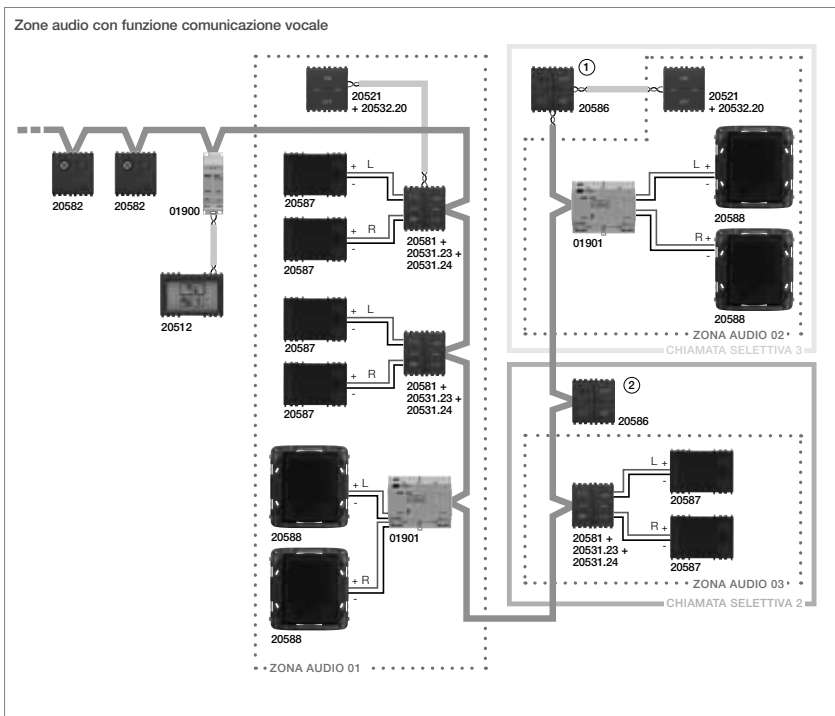 Zone audio con funzione comunicazione vocale
20521
+ 20532.20
1
20586
20521
+ 20532.20
20582
20582
01900
20512
+ L
-
20587
+ R
-
20587
20581 +
20531.23 +
20531.24
+ L
-
20587
+ R
-
20587
20581 +
20531.23 +
20531.24
+ L
-
20588
+ R
-
20588
01901
ZONA AUDIO 01
01901
L +
-
20588
R +
-
20588
ZONA AUDIO 02
CHIAMATA SELETTIVA 3
2
20586
L +
-
20587
R +
-
20587
20581 +
20531.23 +
20531.24
ZONA AUDIO 03
CHIAMATA SELETTIVA 2